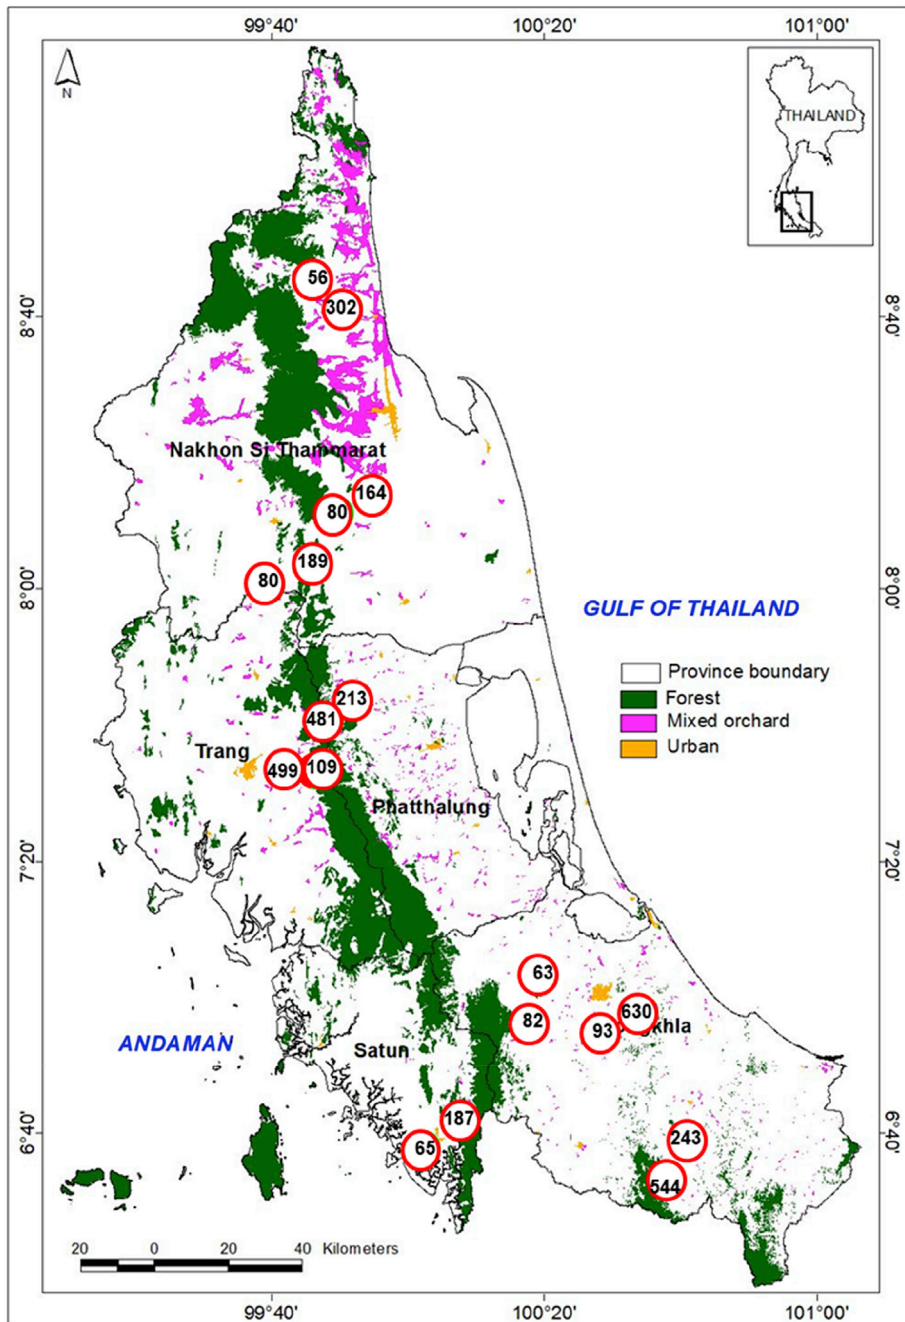 99°40'
100°20'
101°00'
N
THAILAND
56
302
8°40'
8°40'
Nakhon Si Thammarat
164
80
189
80
8°00'
8°00'
GULF OF THAILAND
Province boundary
Forest
Mixed orchard
Urban
213
481
Trang
499
109
Phatthalung
7°20'
7°20'
63
630
82
93
gkhla
ANDAMAN
Satun
187
65
6°40'
6°40'
243
544
20 0 20 40 Kilometers
99°40'
100°20'
101°00'